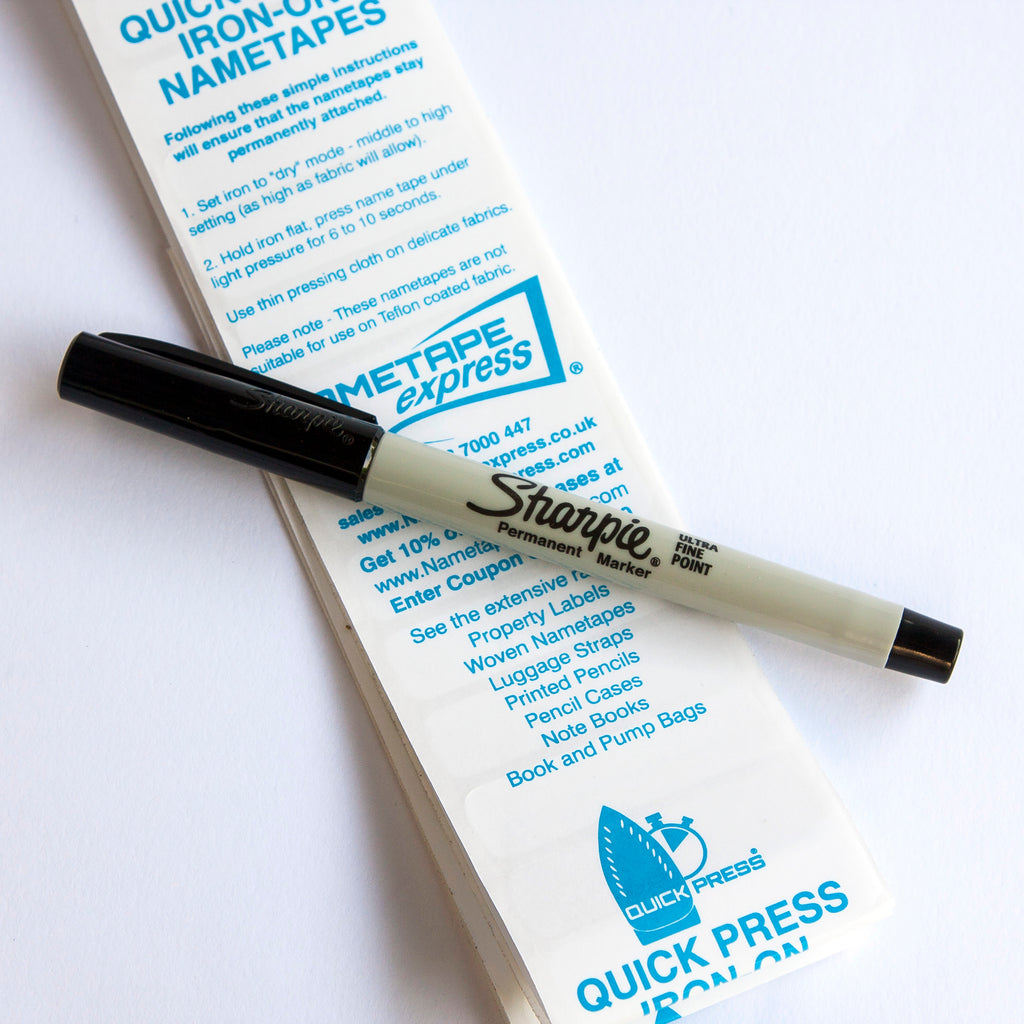 QUICK
IRON-ON
NAMETAPES
Following these simple instructions
will ensure that the nametapes stay
permanently attached.
1. Set iron to "dry" mode - middle to high
setting (as high as fabric will allow).
2. Hold iron flat, press name tape under
light pressure for 6 to 10 seconds.
Use thin pressing cloth on delicate fabrics.
Please note - These nametapes are not
suitable for use on Teflon coated fabric.
AMETAPE
express ®
7000 447
express.co.uk
ress.com
sales ases at
www.N com
Get 10% o
www.Nametap
Enter Coupon
See the extensive ra
Property Labels
Woven Nametapes
Luggage Straps
Printed Pencils
Pencil Cases
Note Books
Book and Pump Bags
QUICK PRESS®
QUICK PRESS
IRON-ON
Sharpie®
Sharpie®
Permanent Marker
ULTRA
FINE
POINT